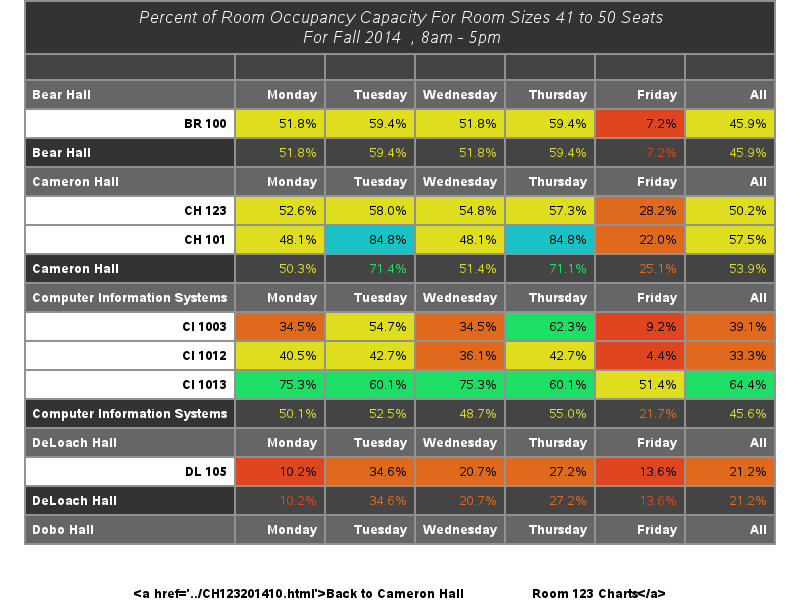 Percent of Room Occupancy Capacity For Room Sizes 41 to 50 Seats
For Fall 2014 , 8am - 5pm
Bear Hall Monday Tuesday Wednesday Thursday Friday All
BR 100 51.8% 59.4% 51.8% 59.4% 7.2% 45.9%
Bear Hall 51.8% 59.4% 51.8% 59.4% 7.2% 45.9%
Cameron Hall Monday Tuesday Wednesday Thursday Friday All
CH 123 52.6% 58.0% 54.8% 57.3% 28.2% 50.2%
CH 101 48.1% 84.8% 48.1% 84.8% 22.0% 57.5%
Cameron Hall 50.3% 71.4% 51.4% 71.1% 25.1% 53.9%
Computer Information Systems Monday Tuesday Wednesday Thursday Friday All
CI 1003 34.5% 54.7% 34.5% 62.3% 9.2% 39.1%
CI 1012 40.5% 42.7% 36.1% 42.7% 4.4% 33.3%
CI 1013 75.3% 60.1% 75.3% 60.1% 51.4% 64.4%
Computer Information Systems 50.1% 52.5% 48.7% 55.0% 21.7% 45.6%
DeLoach Hall Monday Tuesday Wednesday Thursday Friday All
DL 105 10.2% 34.6% 20.7% 27.2% 13.6% 21.2%
DeLoach Hall 10.2% 34.6% 20.7% 27.2% 13.6% 21.2%
Dobo Hall Monday Tuesday Wednesday Thursday Friday All
<a href='../CH123201410.html'>Back to Cameron Hall Room 123 Charts</a>